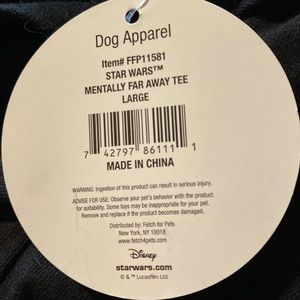 Dog Apparel
Item# FFP11581
STAR WARS™
MENTALLY FAR AWAY TEE
LARGE
7 42797 86111 1
MADE IN CHINA
WARNING: Ingestion of this product can result in serious injury.
ADVISE FOR USE: Observe your pet's behavior with the product
for suitability. Some toys may be inappropriate for your pet.
Remove and replace if the product becomes damaged.
Distributed by: Fetch for Pets
New York, NY 10018
www.fetch4pets.com
Disney
starwars.com
© & ™ Lucasfilm Ltd.